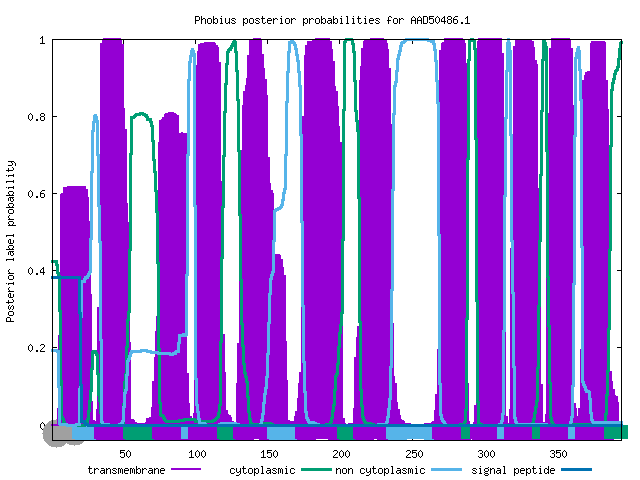 Phobius posterior probabilities for AAD50486.1
Posterior label probability
1
0.8
0.6
0.4
0.2
0
50 100 150 200 250 300 350
transmembrane cytoplasmic non cytoplasmic signal peptide